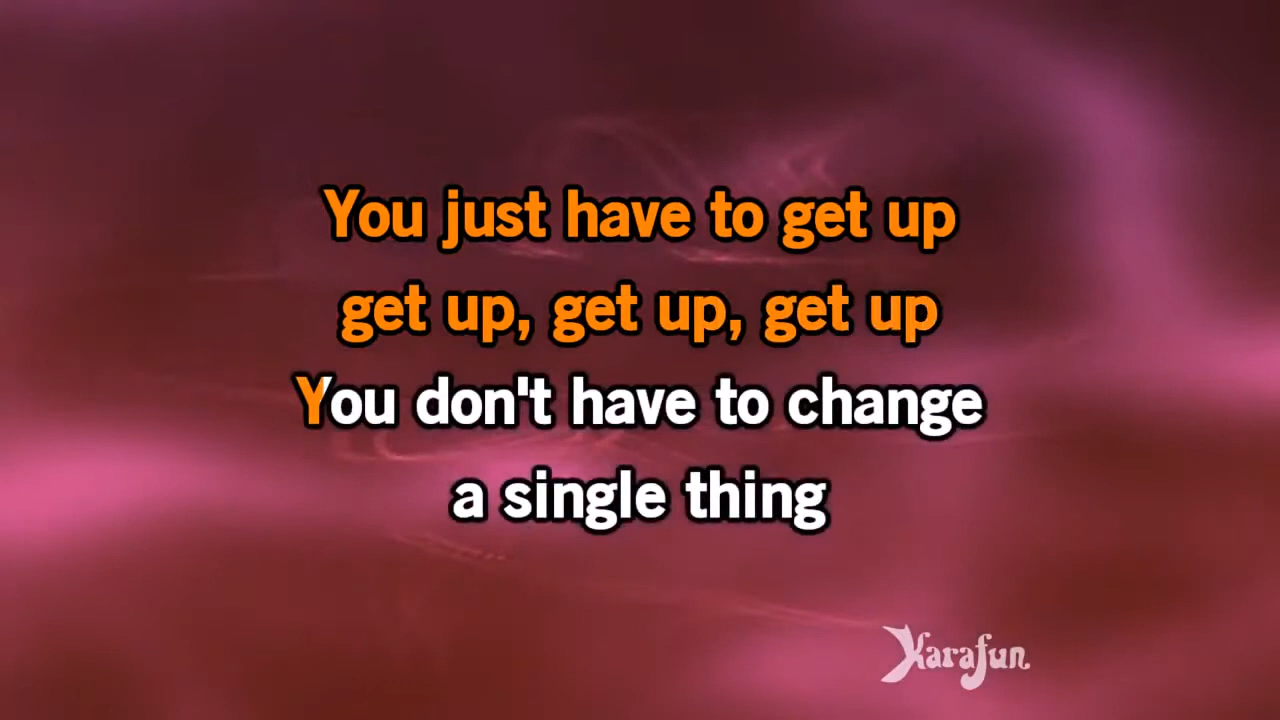 You just have to get up
get up, get up, get up
You don't have to change
a single thing
Karafun